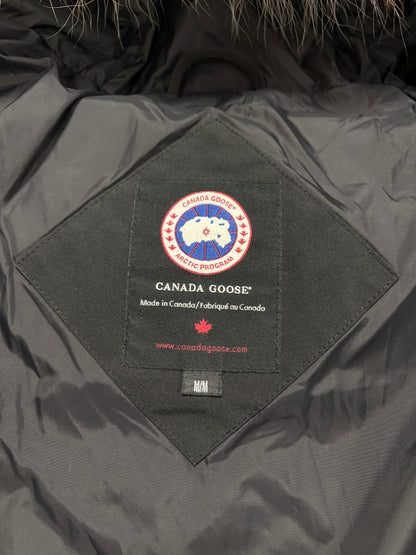 CANADA GOOSE®
ARCTIC PROGRAM
CANADA GOOSE®
Made in Canada/Fabriqué au Canada
www.canadagoose.com
M/M